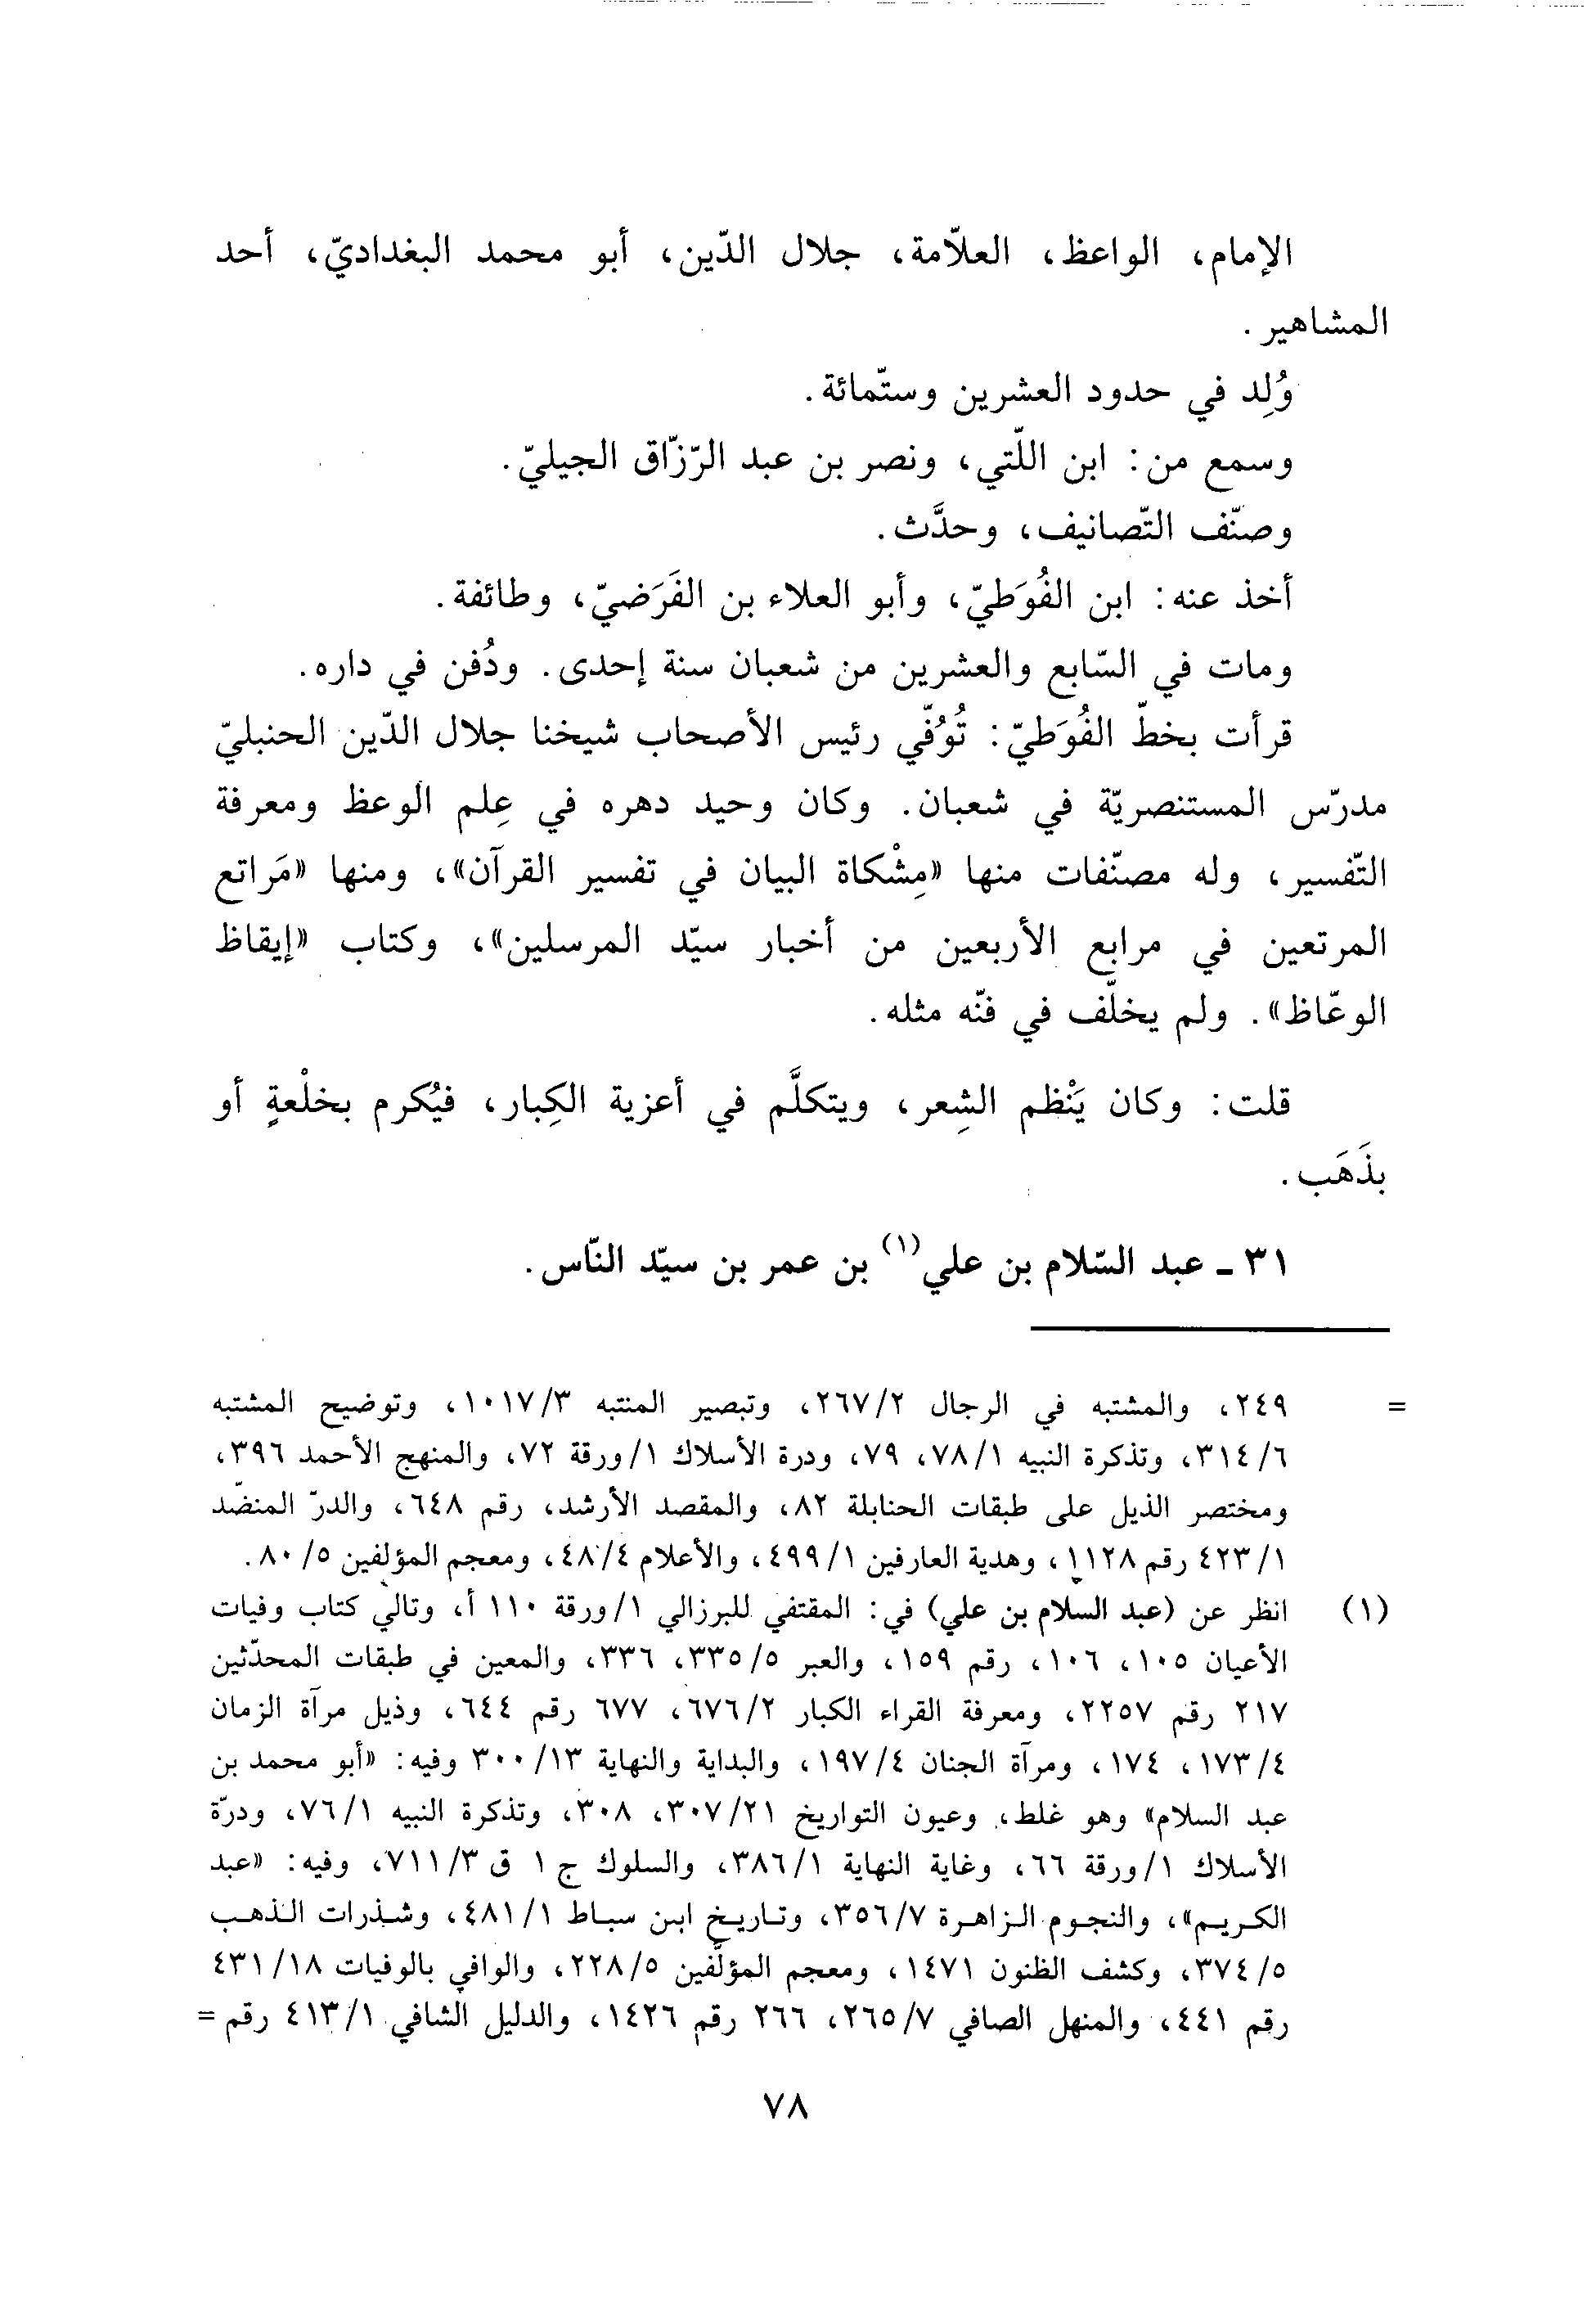 الإمام، الواعظ، العلاّمة، جلال الدّين، أبو محمد البغداديّ، أحد
المشاهير.
وُلِد في حدود العشرين وستّمائة.
وسمع من: ابن اللّتي، ونصر بن عبد الرّزّاق الجيليّ.
وصنّف التّصانيف، وحدَّث.
أخذ عنه: ابن الفُوَطيّ، وأبو العلاء بن الفَرَضيّ، وطائفة.
ومات في السّابع والعشرين من شعبان سنة إحدى. ودُفن في داره.
قرأت بخطّ الفُوَطيّ: تُوُفّي رئيس الأصحاب شيخنا جلال الدّين الحنبليّ
مدرّس المستنصريّة في شعبان. وكان وحيد دهره في عِلم الوعظ ومعرفة
التّفسير، وله مصنّفات منها «مِشْكاة البيان في تفسير القرآن»، ومنها «مَراتع
المرتعين في مرابع الأربعين من أخبار سيّد المرسلين»، وكتاب «إيقاظ
الوعّاظ». ولم يخلّف في فنّه مثله.
قلت: وكان يَنْظم الشِعر، ويتكلَّم في أعزية الكِبار، فيُكرم بخلْعةٍ أو
بذَهَب.
٣١ ـ عبد السّلام بن علي(١) بن عمر بن سيّد النّاس.
= ٢٤٩، والمشتبه في الرجال ٢/٢٦٧، وتبصير المنتبه ٣/١٠١٧، وتوضيح المشتبه
٦/٣١٤، وتذكرة النبيه ١/٧٨، ٧٩، ودرة الأسلاك ١/ورقة ٧٢، والمنهج الأحمد ٣٩٦،
ومختصر الذيل على طبقات الحنابلة ٨٢، والمقصد الأرشد، رقم ٦٤٨، والدرّ المنضّد
١/٤٢٣ رقم ١١٢٨، وهدية العارفين ١/٤٩٩، والأعلام ٤/٤٨، ومعجم المؤلفين ٥/٨٠.
(١) انظر عن (عبد السلام بن علي) في: المقتفي للبرزالي ١/ورقة ١١٠ أ، وتالي كتاب وفيات
الأعيان ١٠٥، ١٠٦، رقم ١٥٩، والعبر ٥/٣٣٥، ٣٣٦، والمعين في طبقات المحدّثين
٢١٧ رقم ٢٢٥٧، ومعرفة القراء الكبار ٢/٦٧٦، ٦٧٧ رقم ٦٤٤، وذيل مرآة الزمان
٤/١٧٣، ١٧٤، ومرآة الجنان ٤/١٩٧، والبداية والنهاية ١٣/٣٠٠ وفيه: «أبو محمد بن
عبد السلام» وهو غلط، وعيون التواريخ ٢١/٣٠٧، ٣٠٨، وتذكرة النبيه ١/٧٦، ودرّة
الأسلاك ١/ورقة ٦٦، وغاية النهاية ١/٣٨٦، والسلوك ج ١ ق ٣/٧١١، وفيه: «عبد
الكريم»، والنجوم الزاهرة ٧/٣٥٦، وتاريخ ابن سباط ١/٤٨١، وشذرات الذهب
٥/٣٧٤، وكشف الظنون ١٤٧١، ومعجم المؤلّفين ٥/٢٢٨، والوافي بالوفيات ١٨/٤٣١
رقم ٤٤١، والمنهل الصافي ٧/٢٦٥، ٢٦٦ رقم ١٤٢٦، والدليل الشافي ١/٤١٣ رقم =
٧٨